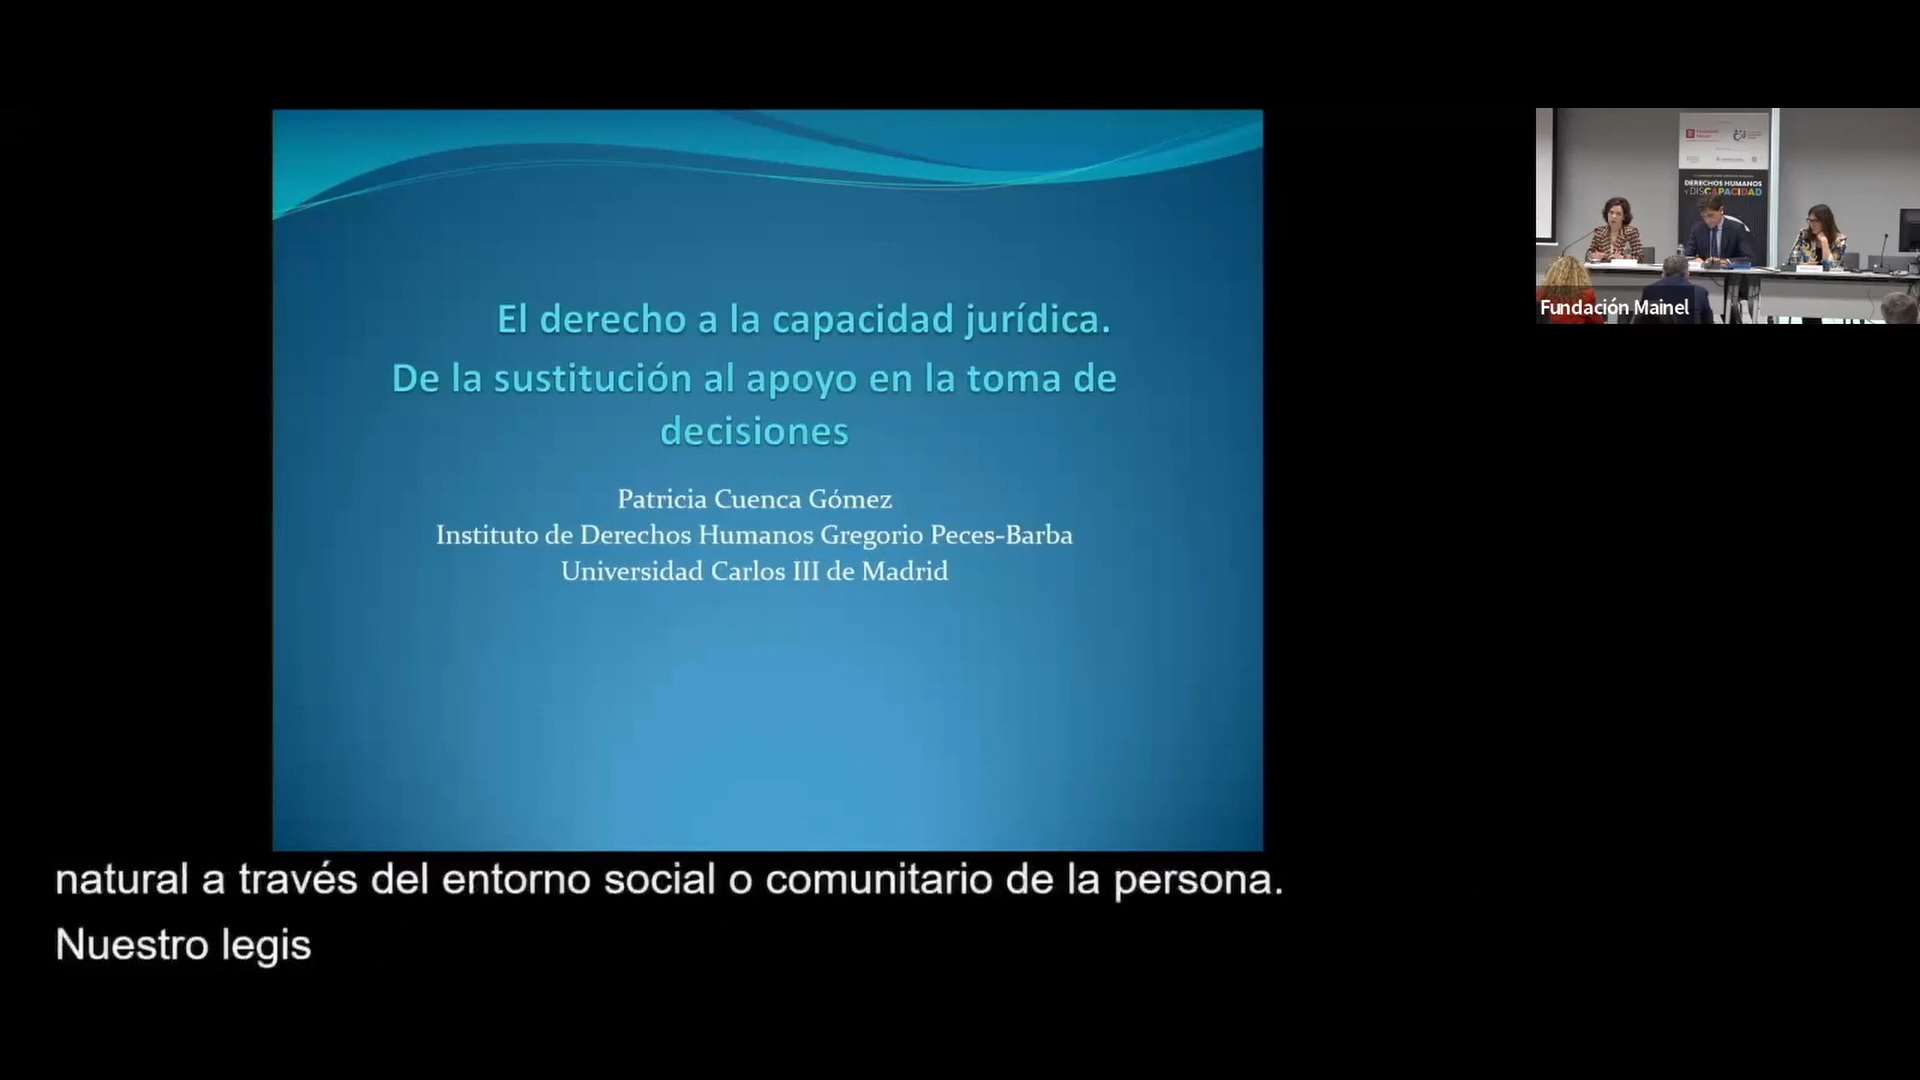 El derecho a la capacidad jurídica.
De la sustitución al apoyo en la toma de
decisiones
Patricia Cuenca Gómez
Instituto de Derechos Humanos Gregorio Peces-Barba
Universidad Carlos III de Madrid
DERECHOS HUMANOS
Y DISCAPACIDAD
Fundación Mainel
natural a través del entorno social o comunitario de la persona.
Nuestro legis